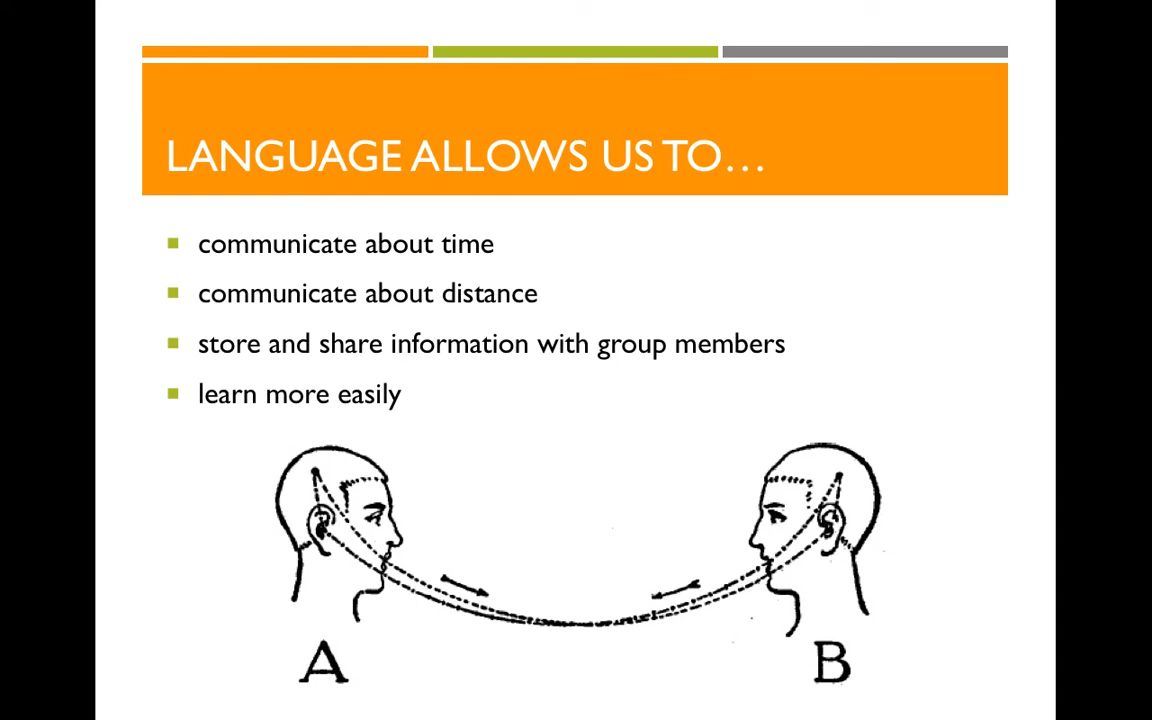 LANGUAGE ALLOWS US TO…
communicate about time
communicate about distance
store and share information with group members
learn more easily
A B